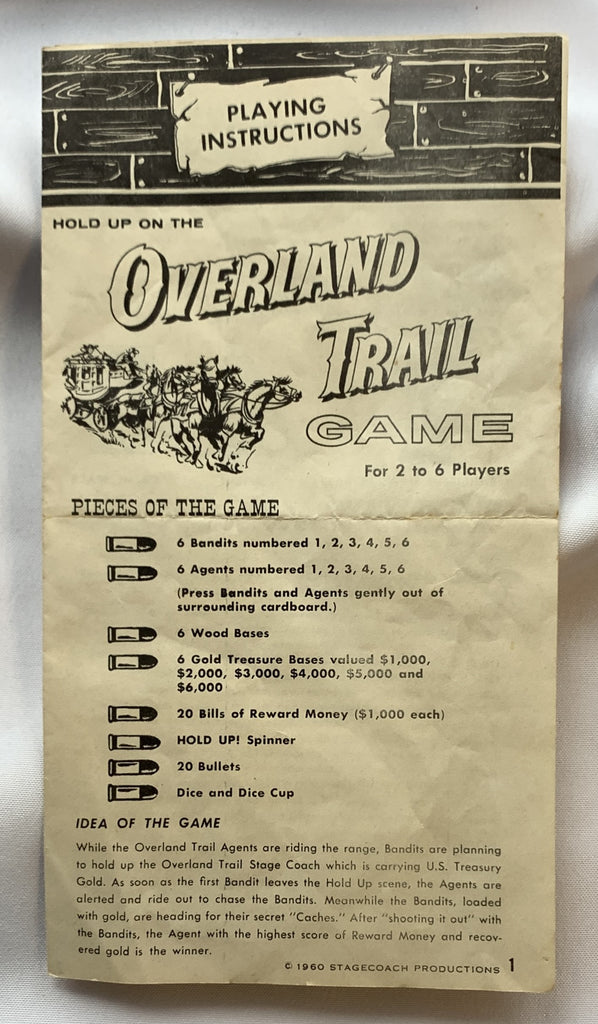 PLAYING
INSTRUCTIONS
HOLD UP ON THE
OVERLAND
TRAIL
GAME
For 2 to 6 Players
PIECES OF THE GAME
6 Bandits numbered 1, 2, 3, 4, 5, 6
6 Agents numbered 1, 2, 3, 4, 5, 6
(Press Bandits and Agents gently out of
surrounding cardboard.)
6 Wood Bases
6 Gold Treasure Bases valued $1,000,
$2,000, $3,000, $4,000, $5,000 and
$6,000
20 Bills of Reward Money ($1,000 each)
HOLD UP! Spinner
20 Bullets
Dice and Dice Cup
IDEA OF THE GAME
While the Overland Trail Agents are riding the range, Bandits are planning
to hold up the Overland Trail Stage Coach which is carrying U.S. Treasury
Gold. As soon as the first Bandit leaves the Hold Up scene, the Agents are
alerted and ride out to chase the Bandits. Meanwhile the Bandits, loaded
with gold, are heading for their secret "Caches." After "shooting it out" with
the Bandits, the Agent with the highest score of Reward Money and recov-
ered gold is the winner.
© 1960 STAGECOACH PRODUCTIONS 1